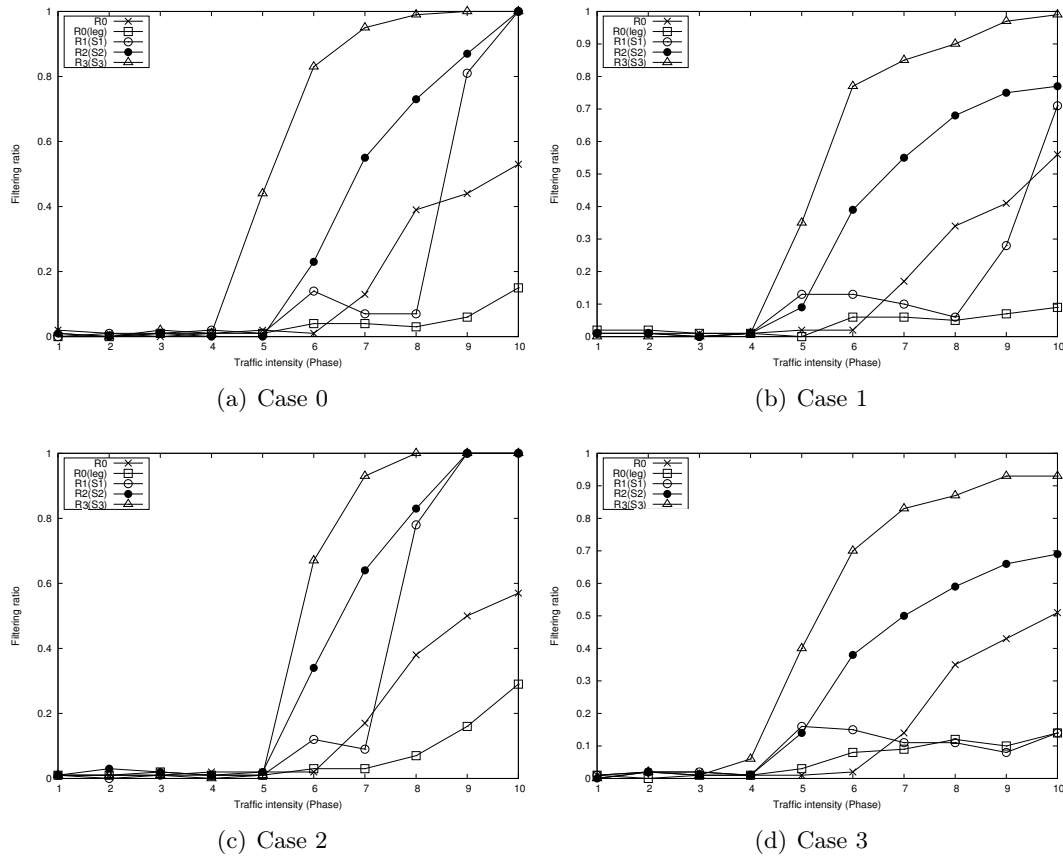 R0
R0(leg)
R1(S1)
R2(S2)
R3(S3)
Filtering ratio
1
0.8
0.6
0.4
0.2
0
1 2 3 4 5 6 7 8 9 10
Traffic intensity (Phase)
(a) Case 0
R0
R0(leg)
R1(S1)
R2(S2)
R3(S3)
Filtering ratio
1
0.9
0.8
0.7
0.6
0.5
0.4
0.3
0.2
0.1
0
1 2 3 4 5 6 7 8 9 10
Traffic intensity (Phase)
(b) Case 1
R0
R0(leg)
R1(S1)
R2(S2)
R3(S3)
Filtering ratio
1
0.8
0.6
0.4
0.2
0
1 2 3 4 5 6 7 8 9 10
Traffic intensity (Phase)
(c) Case 2
R0
R0(leg)
R1(S1)
R2(S2)
R3(S3)
Filtering ratio
1
0.9
0.8
0.7
0.6
0.5
0.4
0.3
0.2
0.1
0
1 2 3 4 5 6 7 8 9 10
Traffic intensity (Phase)
(d) Case 3